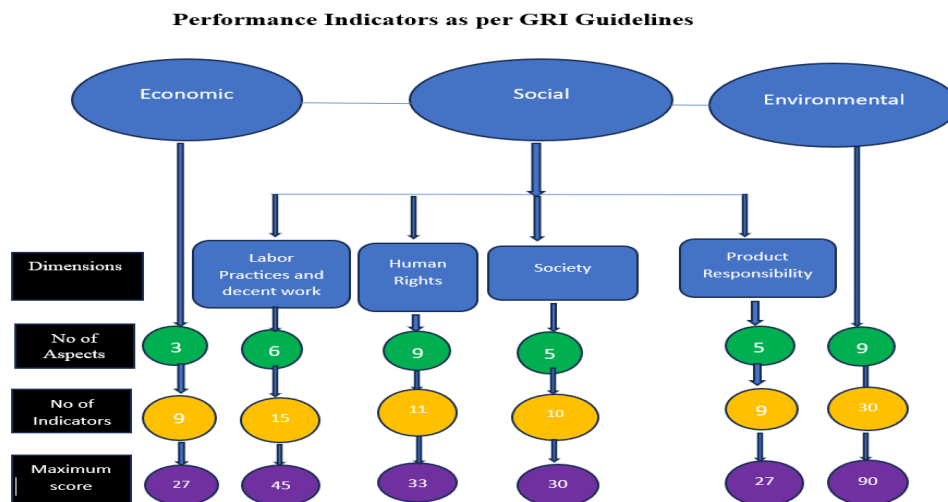 Performance Indicators as per GRI Guidelines
Economic
Social
Environmental
Dimensions
Labor
Practices and
decent work
Human
Rights
Society
Product
Responsibility
No of
Aspects
3
6
9
5
5
9
No of
Indicators
9
15
11
10
9
30
Maximum
score
27
45
33
30
27
90